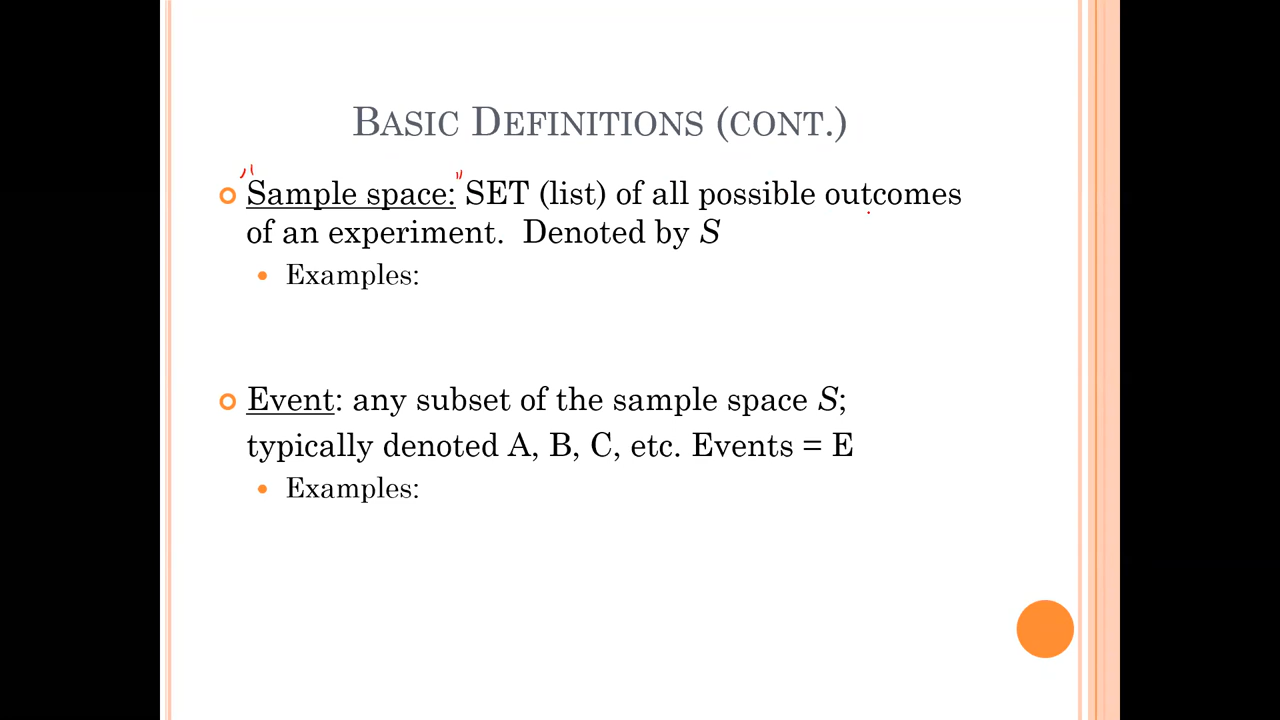 BASIC DEFINITIONS (CONT.)
"Sample space:" SET (list) of all possible outcomes
of an experiment. Denoted by S
Examples:
Event: any subset of the sample space S;
typically denoted A, B, C, etc. Events = E
Examples: